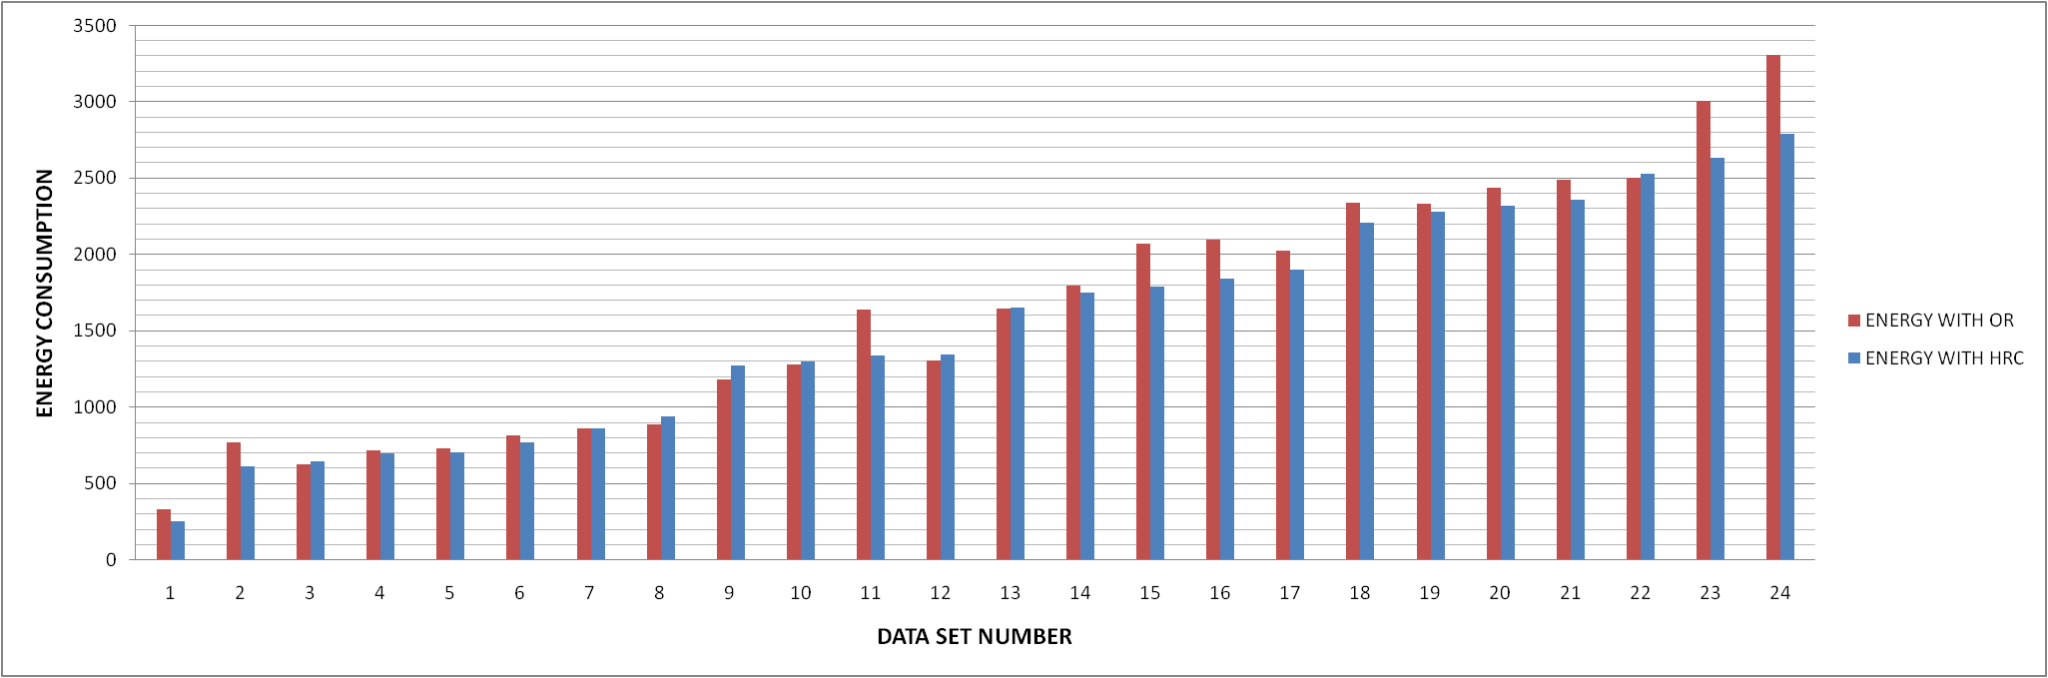 3500
3000
2500
2000
1500
1000
500
0
ENERGY CONSUMPTION
1 2 3 4 5 6 7 8 9 10 11 12 13 14 15 16 17 18 19 20 21 22 23 24
DATA SET NUMBER
ENERGY WITH OR
ENERGY WITH HRC